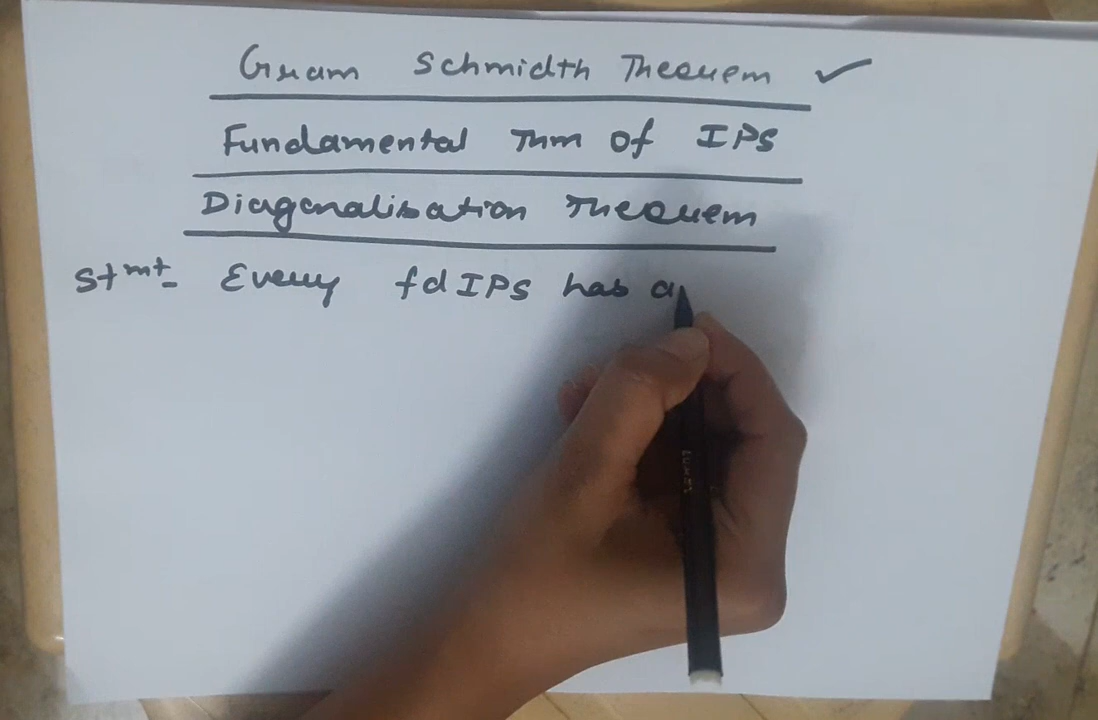 Gram Schmidth Theorem ✓
Fundamental Thm of IPS
Diagonalisation Theorem
Stmt- Every fdIPS has a